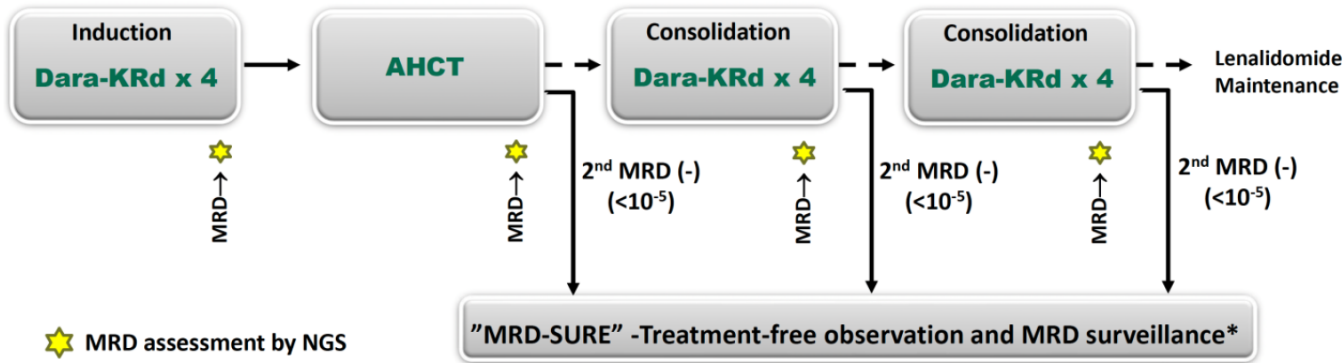 Induction
Dara-KRd x 4
AHCT
Consolidation
Dara-KRd x 4
Consolidation
Dara-KRd x 4
Lenalidomide
Maintenance
MRD→
MRD→
2nd MRD (-)
(<10-5)
MRD→
2nd MRD (-)
(<10-5)
MRD→
2nd MRD (-)
(<10-5)
”MRD-SURE” -Treatment-free observation and MRD surveillance*
MRD assessment by NGS